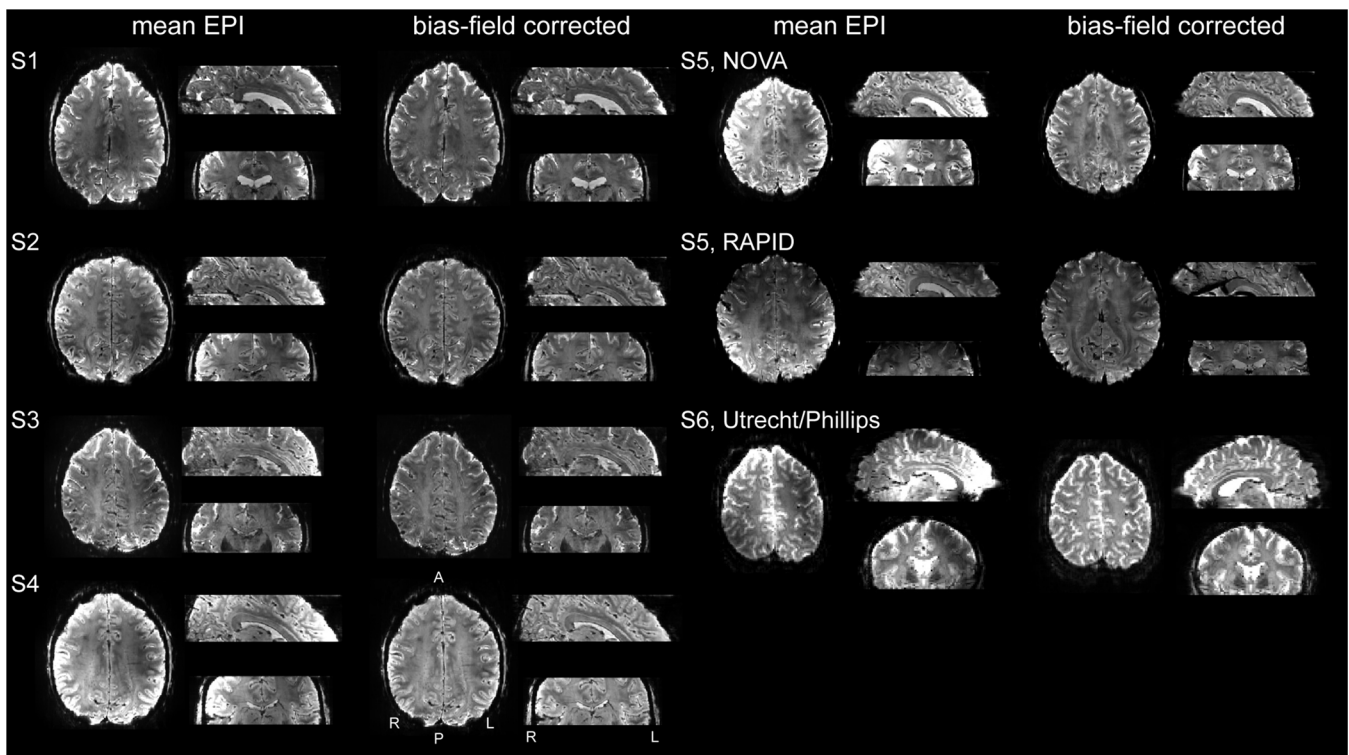 mean EPI
bias-field corrected
mean EPI
bias-field corrected
S1
S5, NOVA
S2
S5, RAPID
S3
S6, Utrecht/Phillips
S4
A
R
L
P
R
L